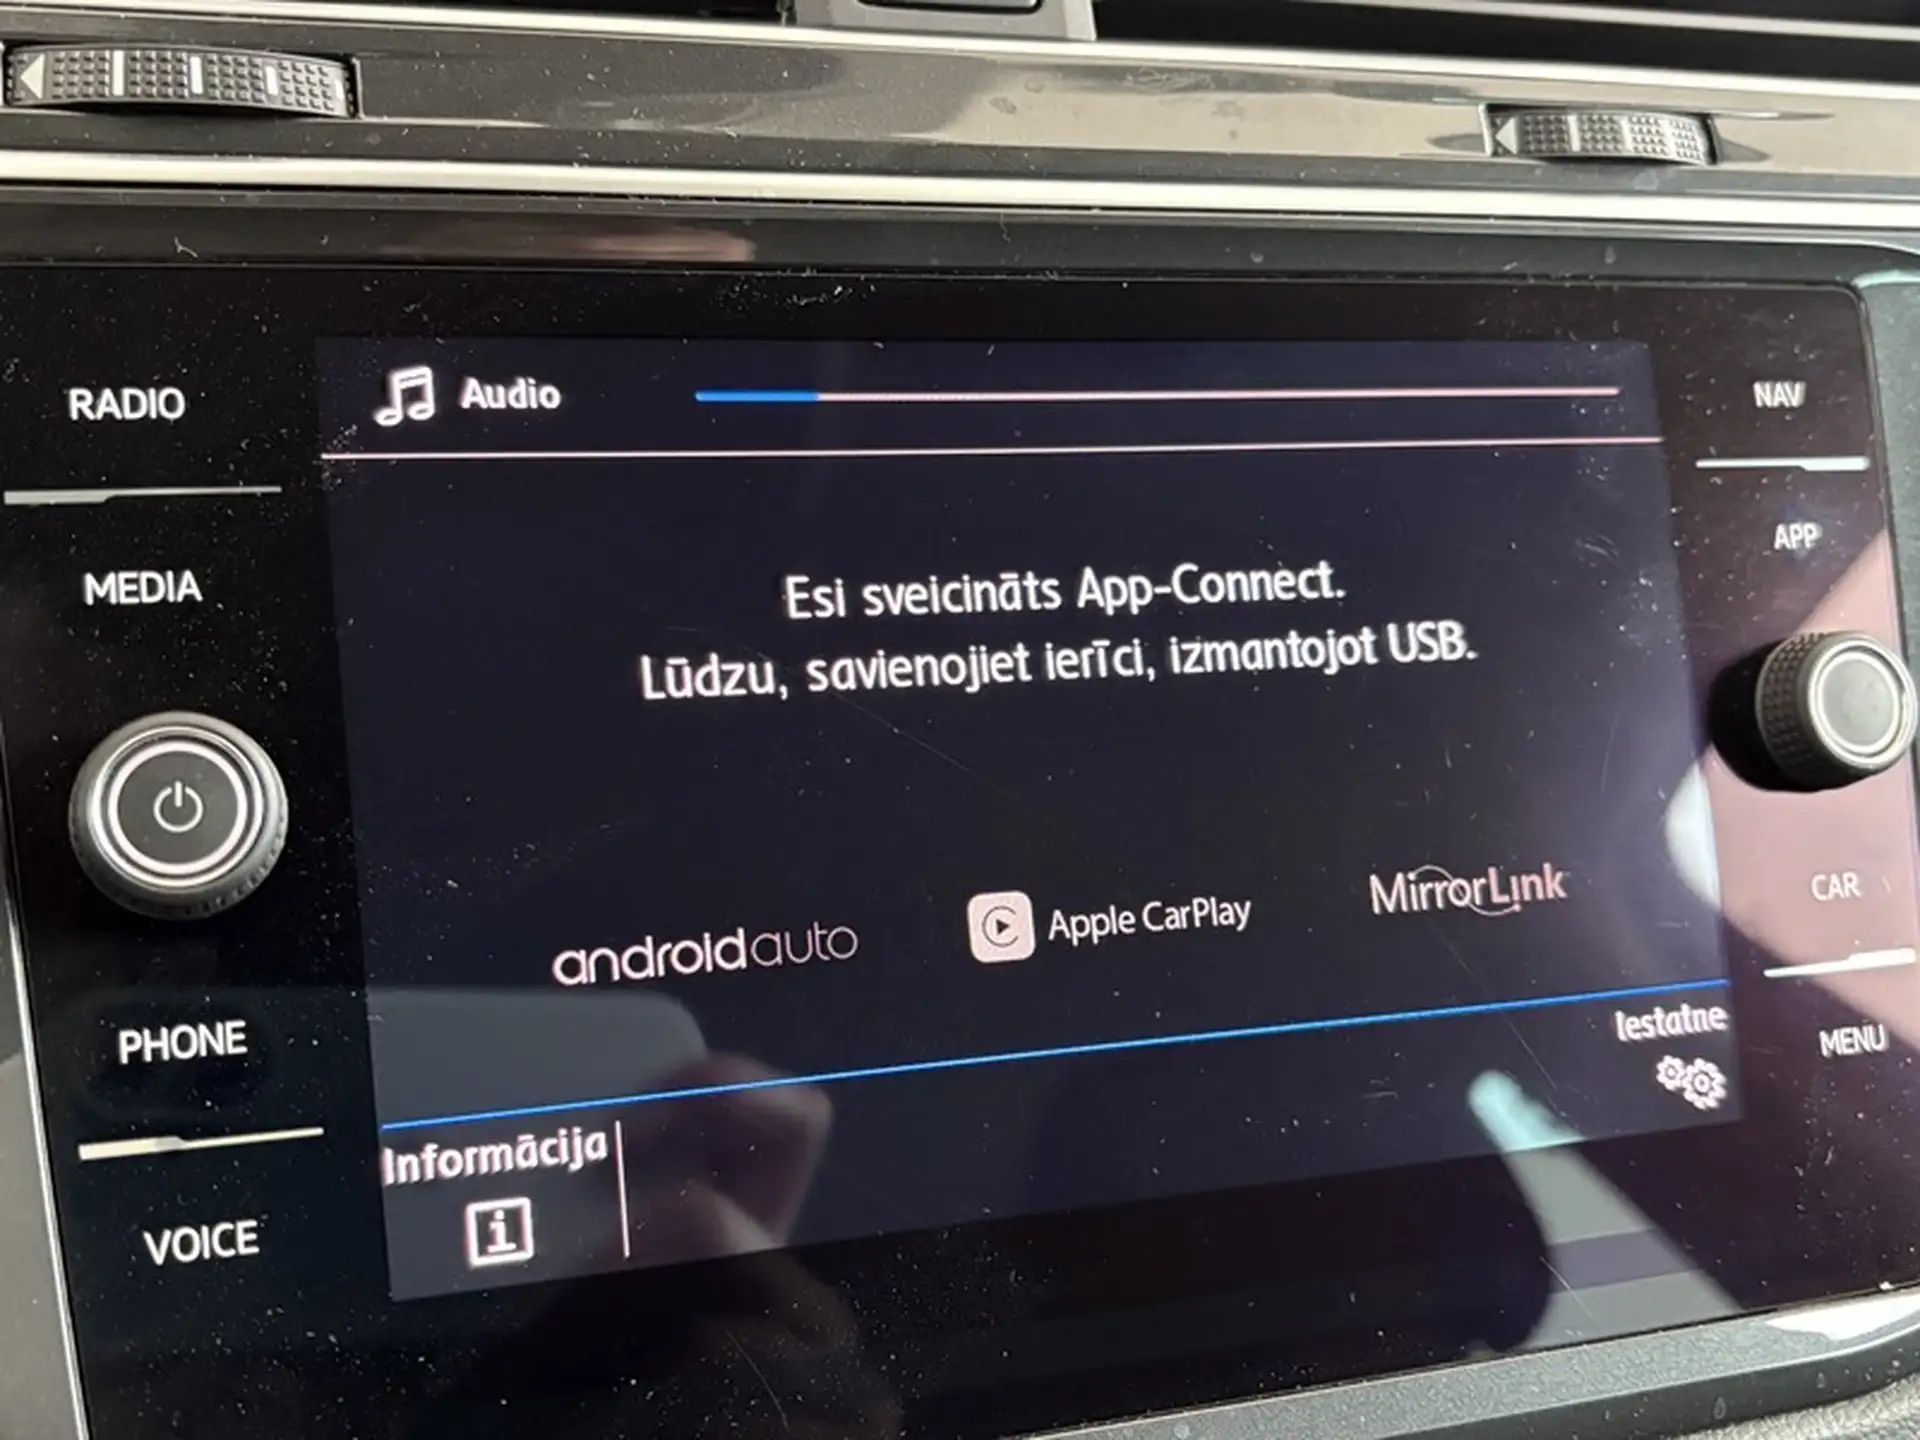 RADIO
Audio
NAV
MEDIA
APP
Esi sveicināts App-Connect.
Lūdzu, savienojiet ierīci, izmantojot USB.
androidauto
Apple CarPlay
MirrorLink
CAR
PHONE
Iestatne
MENU
Informācija
i
VOICE